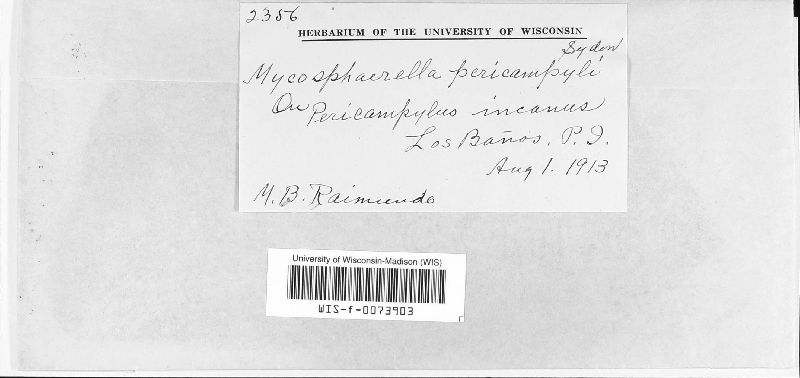 2356
HERBARIUM OF THE UNIVERSITY OF WISCONSIN
Sydow
Mycosphaerella pericampyli
On Pericampylus incanus
Los Baños, P. I.
Aug 1. 1913
M. B. Raimundo
University of Wisconsin-Madison (WIS)
WIS-f-0073903